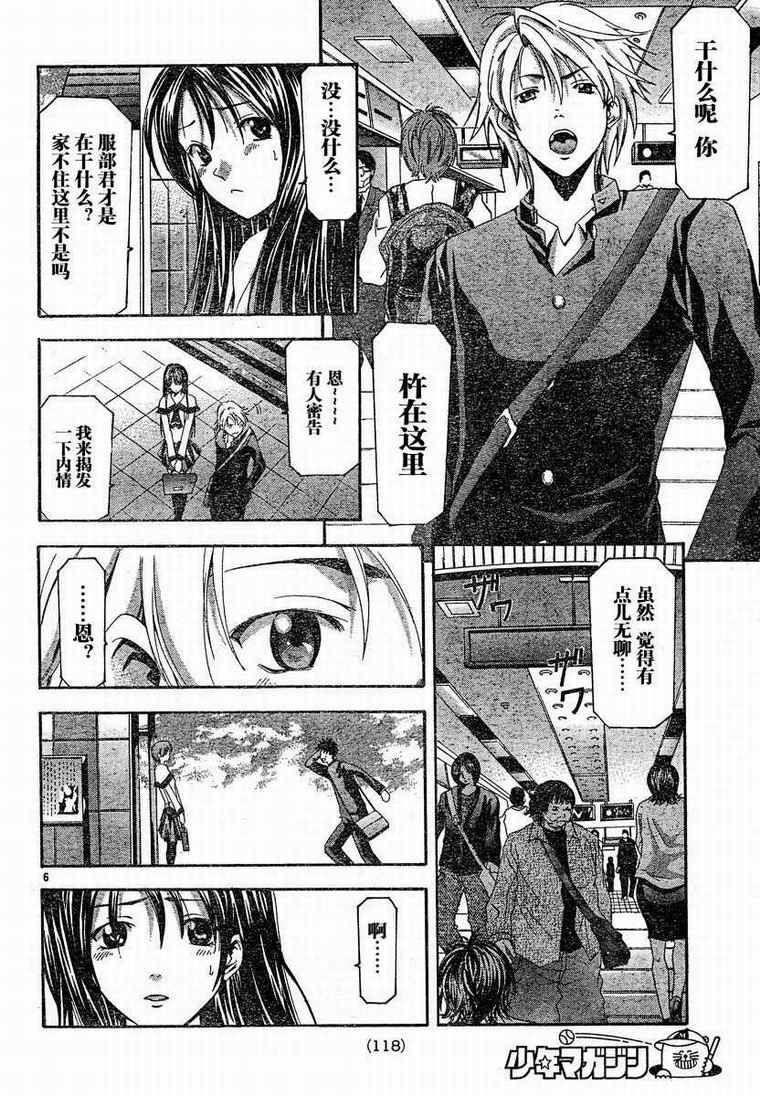 干什么呢 你
杵在这里
没…没什么…
服部君才是
在干什么？
家不住这里不是吗
恩~~~~
有人密告
我来揭发
一下内情
虽然 觉得有
点儿无聊……
ザワ
ザワ
……恩？
6
啊……
(118)
少年マガジン